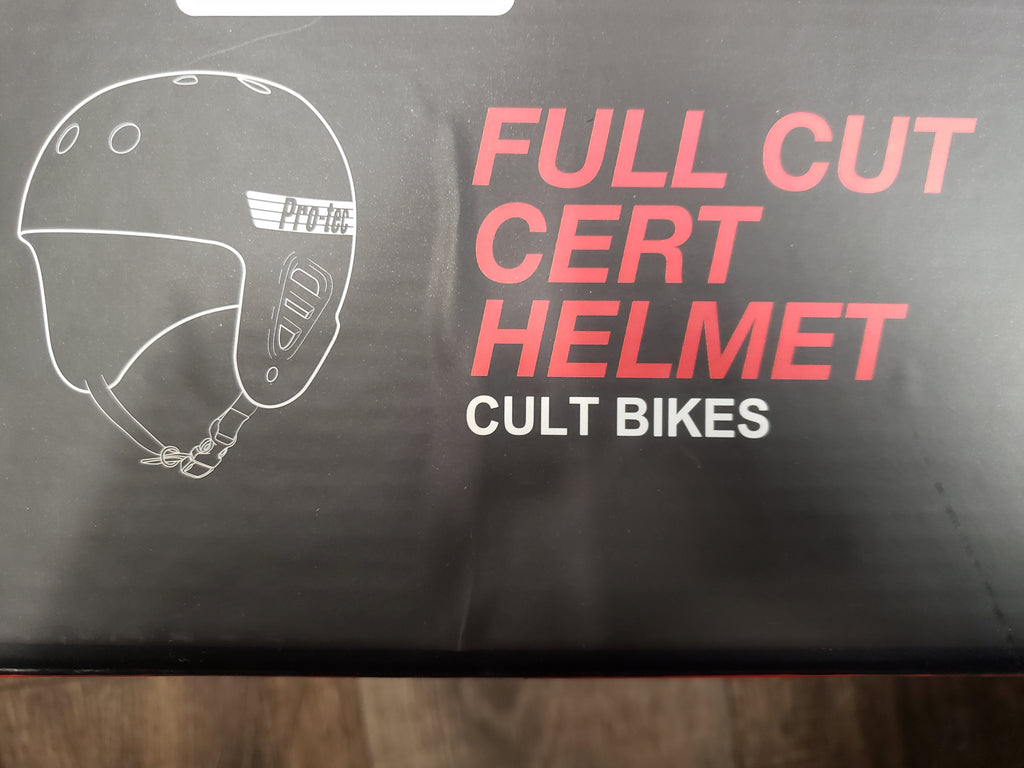 Pro-tec
FULL CUT
CERT
HELMET
CULT BIKES